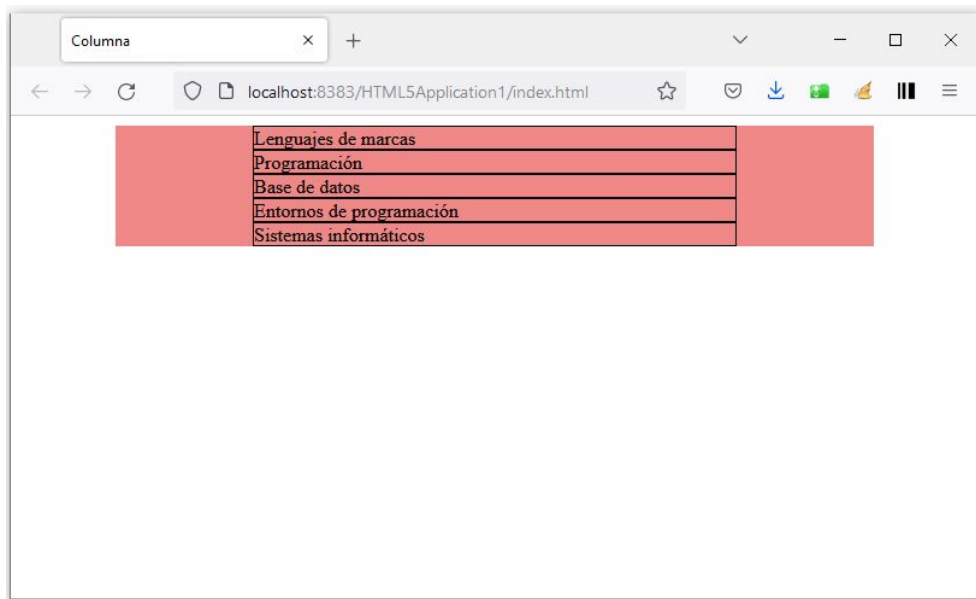 Columna
localhost:8383/HTML5Application1/index.html
Lenguajes de marcas
Programación
Base de datos
Entornos de programación
Sistemas informáticos